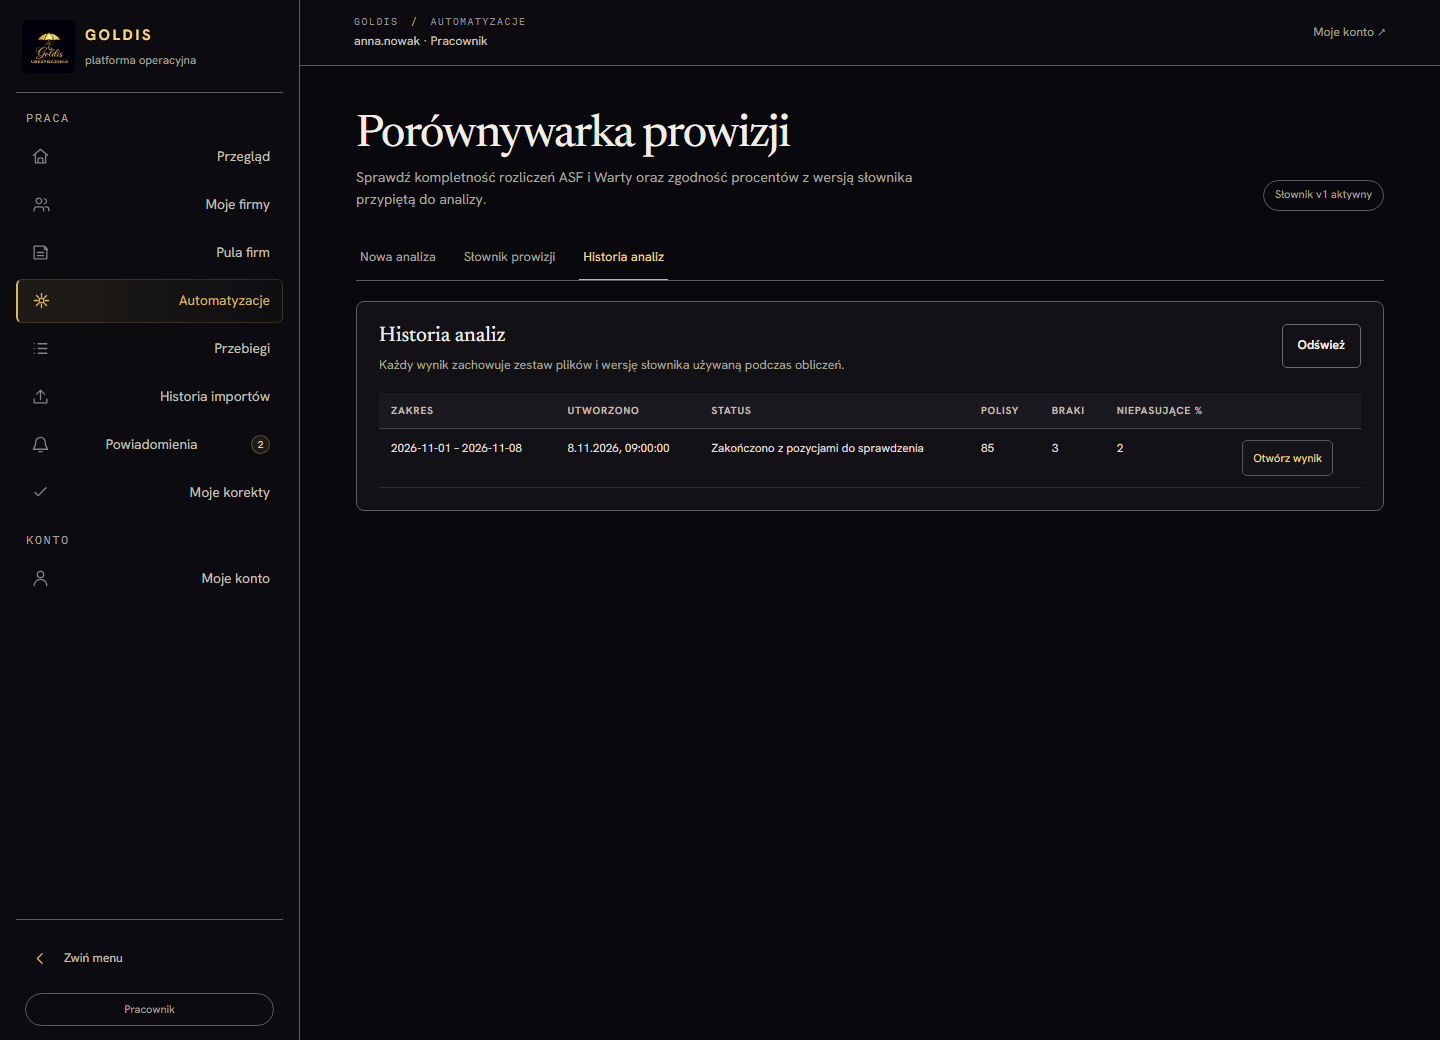 Goldis
UBEZPIECZENIA
GOLDIS
platforma operacyjna
PRACA
Przegląd
Moje firmy
Pula firm
Automatyzacje
Przebiegi
Historia importów
Powiadomienia 2
Moje korekty
KONTO
Moje konto
Zwiń menu
Pracownik
GOLDIS / AUTOMATYZACJE
anna.nowak · Pracownik
Moje konto ↗
Porównywarka prowizji
Sprawdź kompletność rozliczeń ASF i Warty oraz zgodność procentów z wersją słownika
przypiętą do analizy.
Słownik v1 aktywny
Nowa analiza Słownik prowizji Historia analiz
Historia analiz
Każdy wynik zachowuje zestaw plików i wersję słownika używaną podczas obliczeń.
Odśwież
ZAKRES UTWORZONO STATUS POLISY BRAKI NIEPASUJĄCE %
2026-11-01 – 2026-11-08 8.11.2026, 09:00:00 Zakończono z pozycjami do sprawdzenia 85 3 2 Otwórz wynik